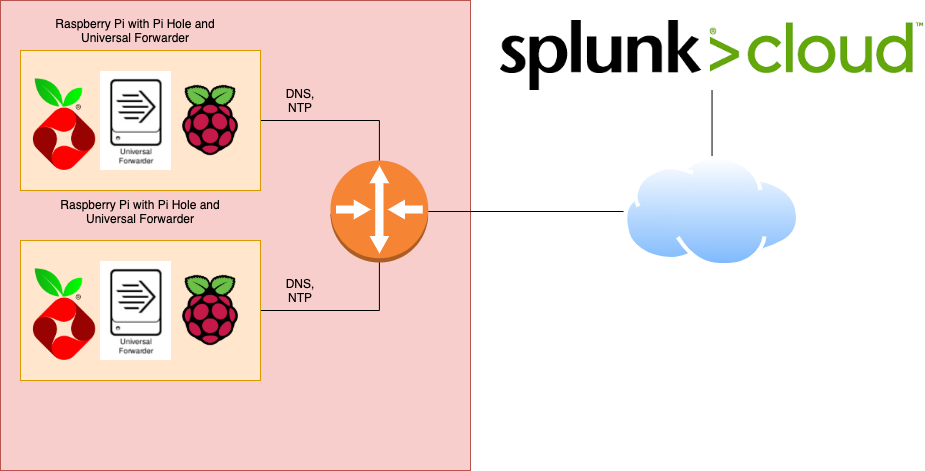 Raspberry Pi with Pi Hole and
Universal Forwarder
Universal
Forwarder
DNS,
NTP
splunk>cloud™
Raspberry Pi with Pi Hole and
Universal Forwarder
Universal
Forwarder
DNS,
NTP